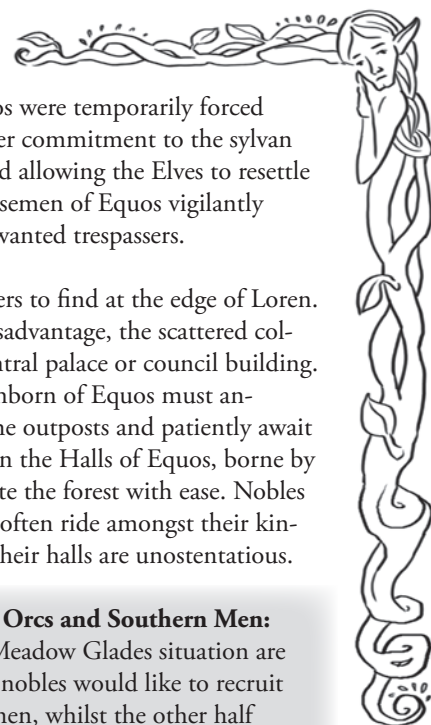 os were temporarily forced
er commitment to the sylvan
d allowing the Elves to resettle
semen of Equos vigilantly
wanted trespassers.
ers to find at the edge of Loren.
sadvantage, the scattered col-
ntral palace or council building.
nborn of Equos must an-
ne outposts and patiently await
n the Halls of Equos, borne by
te the forest with ease. Nobles
often ride amongst their kin-
heir halls are unostentatious.
Orcs and Southern Men:
Meadow Glades situation are
nobles would like to recruit
nen, whilst the other half